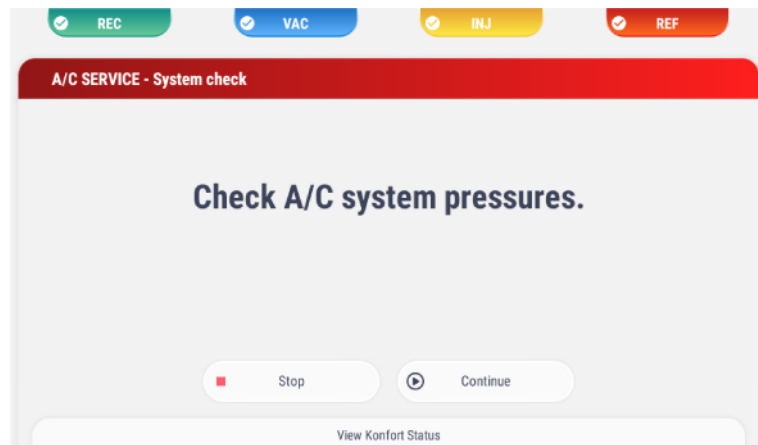 REC VAC INJ REF
A/C SERVICE - System check
Check A/C system pressures.
Stop Continue
View Konfort Status